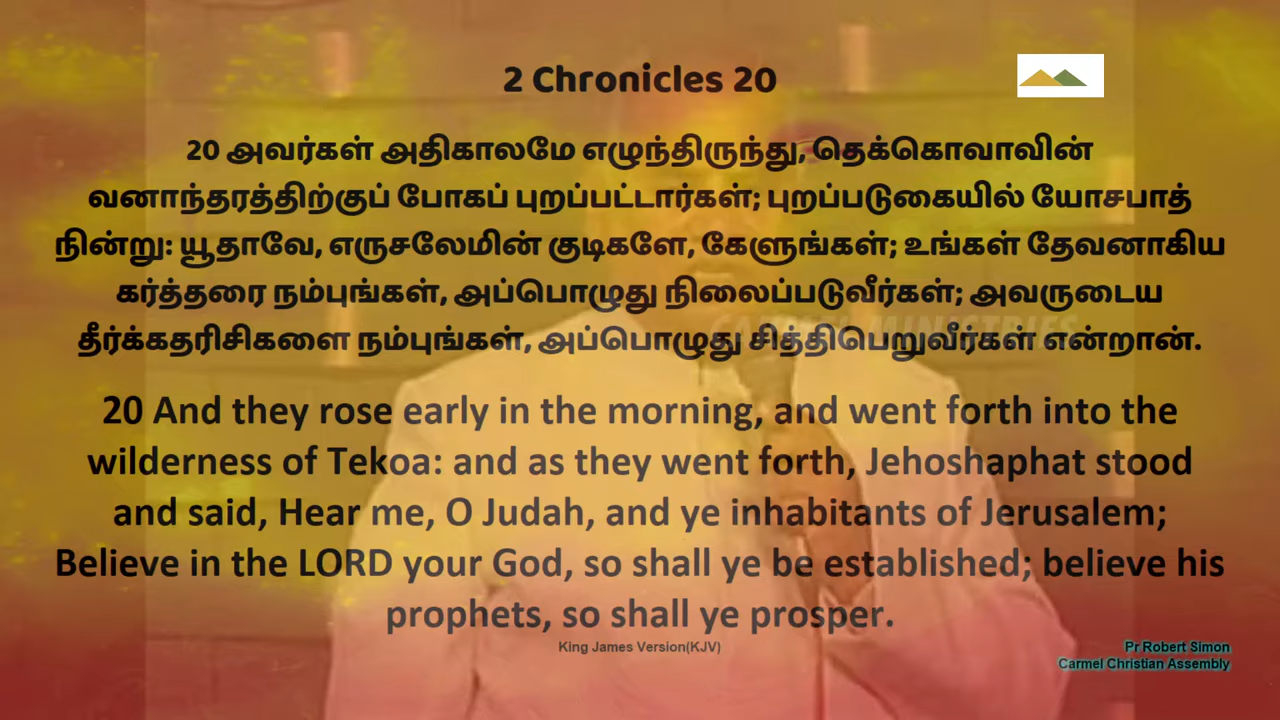 2 Chronicles 20
20 அவர்கள் அதிகாலமே எழுந்திருந்து, தெக்கொவாவின்
வனாந்தரத்திற்குப் போகப் புறப்பட்டார்கள்; புறப்படுகையில் யோசபாத்
நின்று: யூதாவே, எருசலேமின் குடிகளே, கேளுங்கள்; உங்கள் தேவனாகிய
கர்த்தரை நம்புங்கள், அப்பொழுது நிலைப்படுவீர்கள்; அவருடைய
CARMEL MINISTRIES
தீர்க்கதரிசிகளை நம்புங்கள், அப்பொழுது சித்திபெறுவீர்கள் என்றான்.
20 And they rose early in the morning, and went forth into the
wilderness of Tekoa: and as they went forth, Jehoshaphat stood
and said, Hear me, O Judah, and ye inhabitants of Jerusalem;
Believe in the LORD your God, so shall ye be established; believe his
prophets, so shall ye prosper.
King James Version(KJV)
Pr Robert Simon
Carmel Christian Assembly